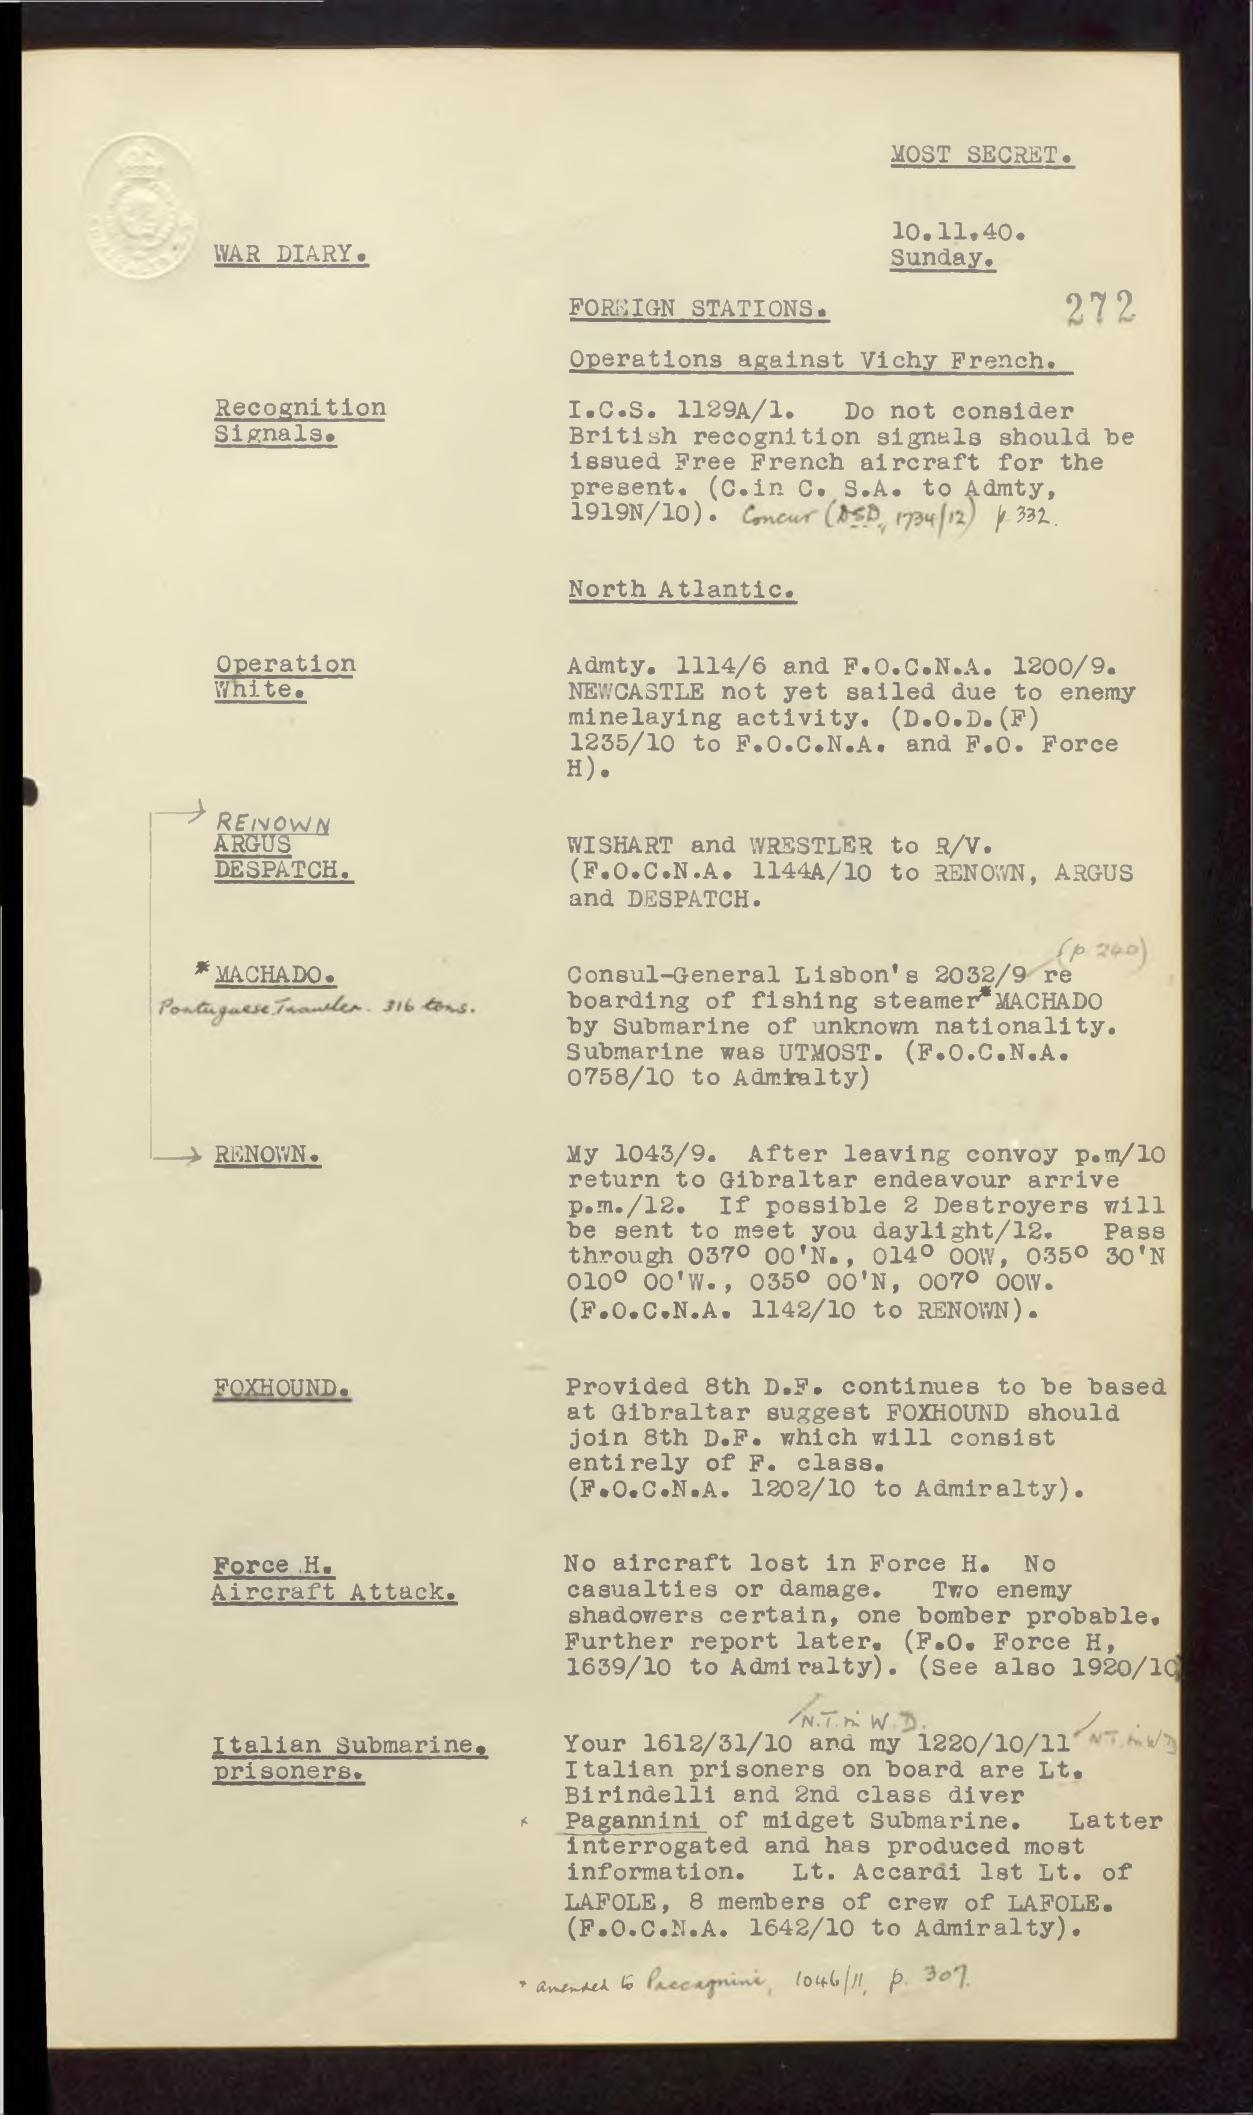 MOST SECRET.
10.11.40.
Sunday.
WAR DIARY.
FOREIGN STATIONS.
272
Operations against Vichy French.
Recognition
Signals.
I.C.S. 1129A/1. Do not consider
British recognition signals should be
issued Free French aircraft for the
present. (C.in C. S.A. to Admty,
1919N/10). Concur (DSD, 1734/12) p 332.
North Atlantic.
Operation
White.
Admty. 1114/6 and F.O.C.N.A. 1200/9.
NEWCASTLE not yet sailed due to enemy
minelaying activity. (D.O.D.(F)
1235/10 to F.O.C.N.A. and F.O. Force
H).
RENOWN
ARGUS
DESPATCH.
WISHART and WRESTLER to R/V.
(F.O.C.N.A. 1144A/10 to RENOWN, ARGUS
and DESPATCH.
(p 240)
*MACHADO.
Portuguese Trawler. 316 tons.
Consul-General Lisbon's 2032/9 re
boarding of fishing steamer*MACHADO
by Submarine of unknown nationality.
Submarine was UTMOST. (F.O.C.N.A.
0758/10 to Admiralty)
RENOWN.
My 1043/9. After leaving convoy p.m/10
return to Gibraltar endeavour arrive
p.m./12. If possible 2 Destroyers will
be sent to meet you daylight/12. Pass
through 037° 00'N., 014° 00W, 035° 30'N
010° 00'W., 035° 00'N, 007° 00W.
(F.O.C.N.A. 1142/10 to RENOWN).
FOXHOUND.
Provided 8th D.F. continues to be based
at Gibraltar suggest FOXHOUND should
join 8th D.F. which will consist
entirely of F. class.
(F.O.C.N.A. 1202/10 to Admiralty).
Force H.
Aircraft Attack.
No aircraft lost in Force H. No
casualties or damage. Two enemy
shadowers certain, one bomber probable.
Further report later. (F.O. Force H,
1639/10 to Admiralty). (See also 1920/10
N.T. in W.D.
Italian Submarine.
prisoners.
Your 1612/31/10 and my 1220/10/11 N.T. in W D
Italian prisoners on board are Lt.
Birindelli and 2nd class diver
* Pagannini of midget Submarine. Latter
interrogated and has produced most
information. Lt. Accardi 1st Lt. of
LAFOLE, 8 members of crew of LAFOLE.
(F.O.C.N.A. 1642/10 to Admiralty).
* amended to Paccagnini, 1046/11, p. 307.